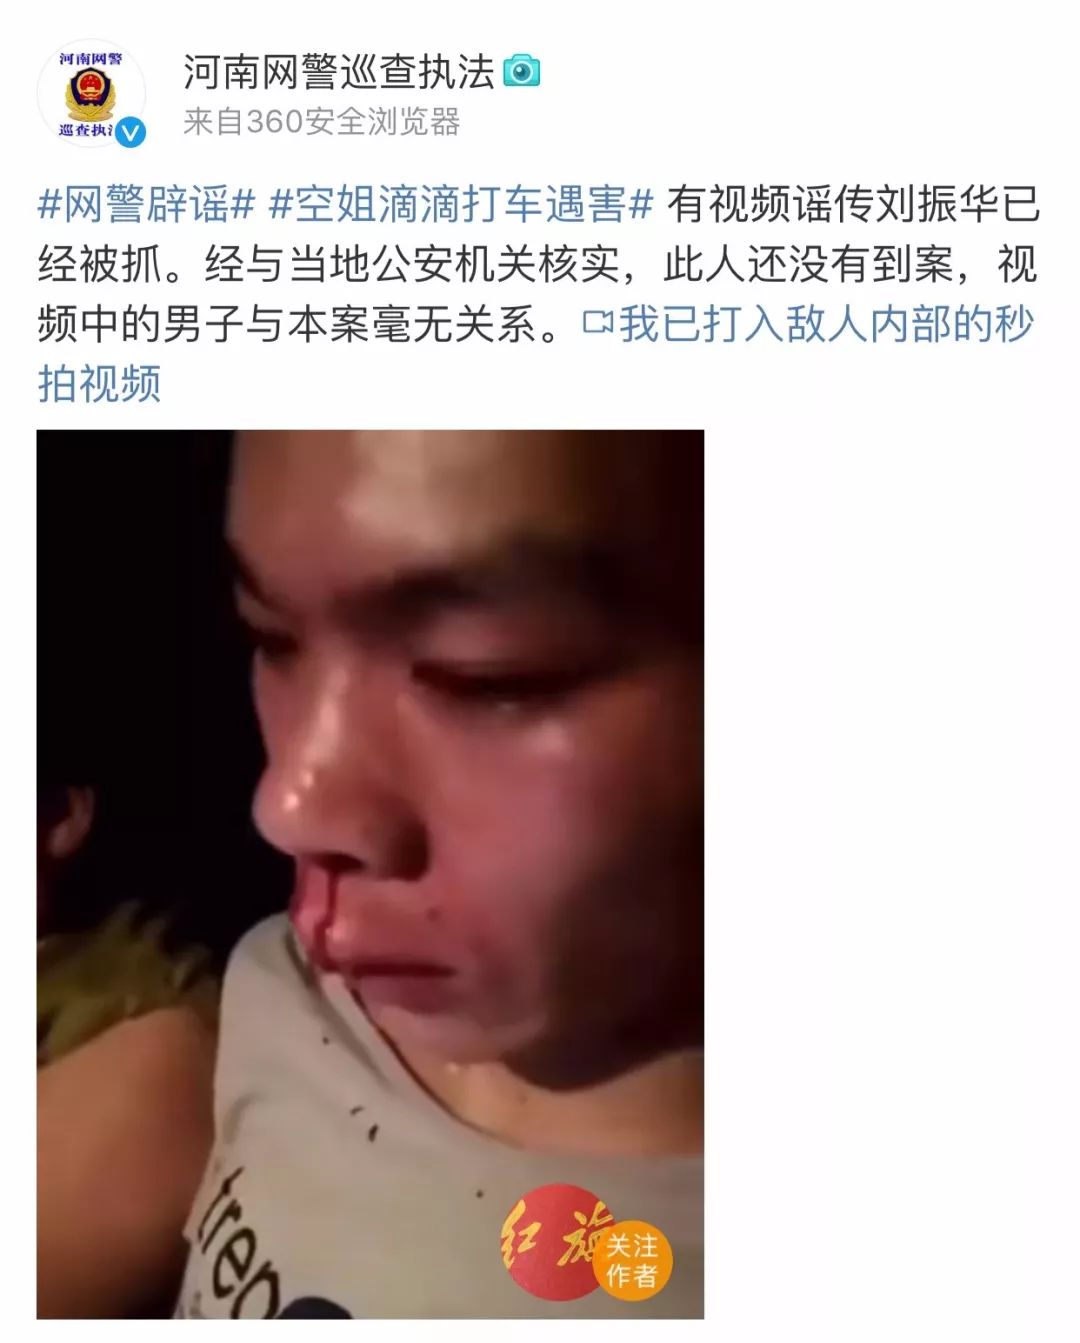 河南网警
巡查执法
河南网警巡查执法
来自360安全浏览器
#网警辟谣# #空姐滴滴打车遇害# 有视频谣传刘振华已
经被抓。经与当地公安机关核实，此人还没有到案，视
频中的男子与本案毫无关系。我已打入敌人内部的秒
拍视频
tren
红旗
关注
作者